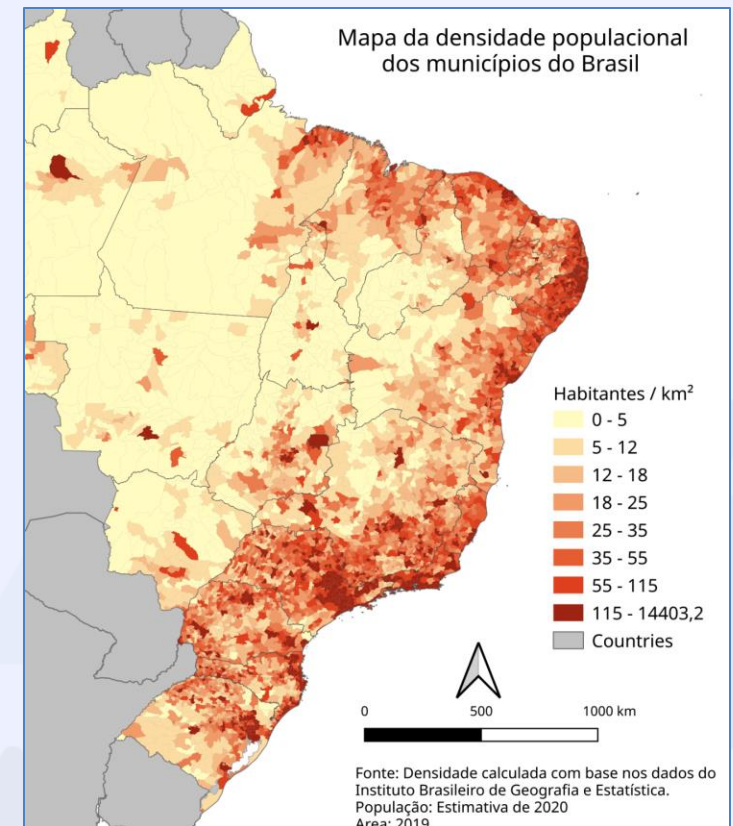 Mapa da densidade populacional
dos municípios do Brasil
Habitantes / km²
0 - 5
5 - 12
12 - 18
18 - 25
25 - 35
35 - 55
55 - 115
115 - 14403,2
Countries
0 500 1000 km
Fonte: Densidade calculada com base nos dados do
Instituto Brasileiro de Geografia e Estatística.
População: Estimativa de 2020
Area: 2019